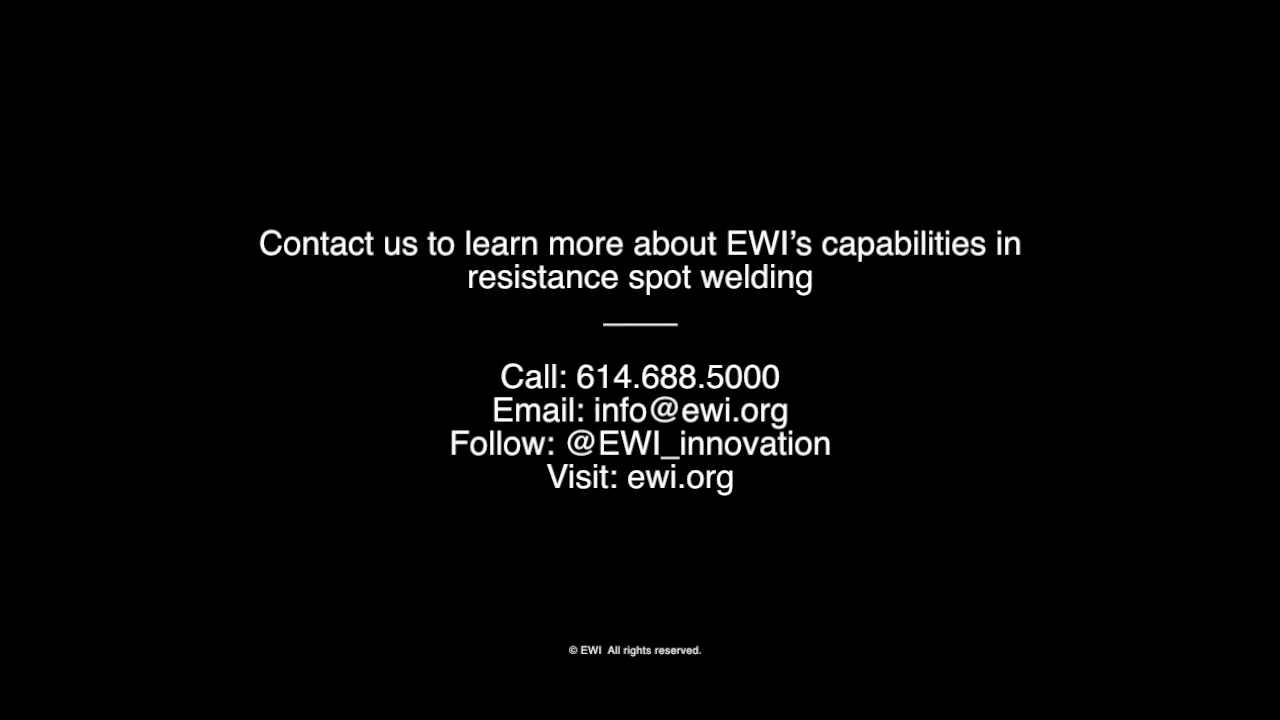 Contact us to learn more about EWI’s capabilities in
resistance spot welding
____
Call: 614.688.5000
Email: info@ewi.org
Follow: @EWI_innovation
Visit: ewi.org
© EWI All rights reserved.